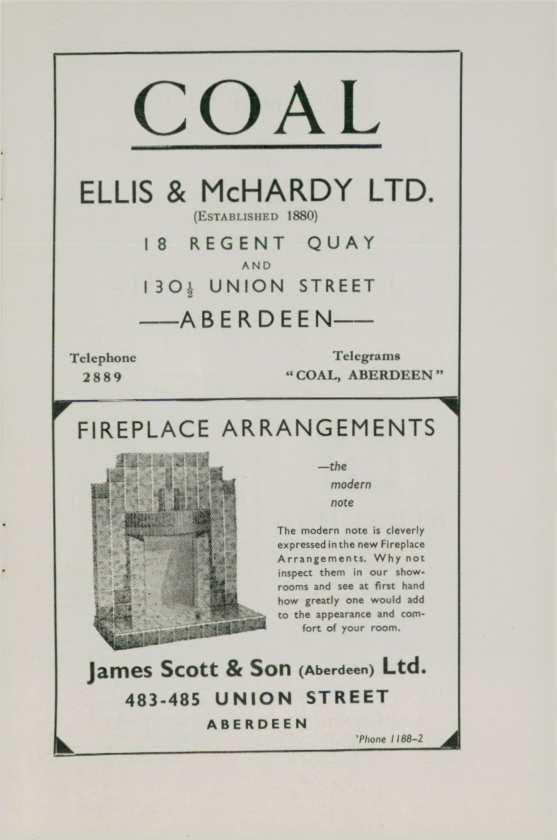 COAL
ELLIS & McHARDY LTD.
(ESTABLISHED 1880)
18 REGENT QUAY
AND
130½ UNION STREET
—ABERDEEN—
Telephone
2889
Telegrams
"COAL, ABERDEEN"
FIREPLACE ARRANGEMENTS
—the
modern
note
The modern note is cleverly
expressed in the new Fireplace
Arrangements. Why not
inspect them in our show-
rooms and see at first hand
how greatly one would add
to the appearance and com-
fort of your room.
James Scott & Son (Aberdeen) Ltd.
483-485 UNION STREET
ABERDEEN
'Phone 1188-2